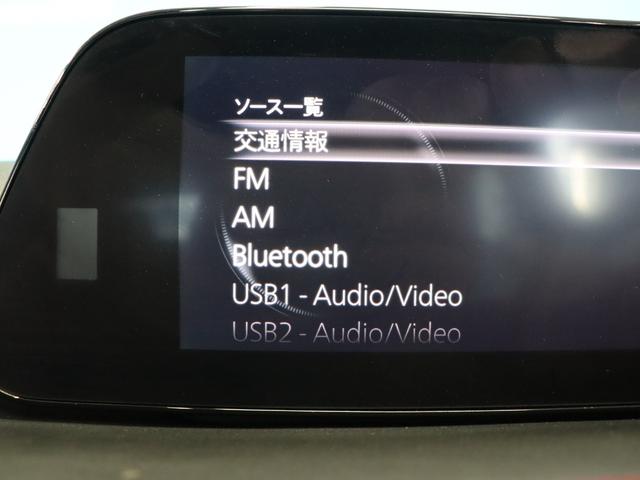 ソース一覧
交通情報
FM
AM
Bluetooth
USB1 - Audio/Video
USB2 - Audio/Video